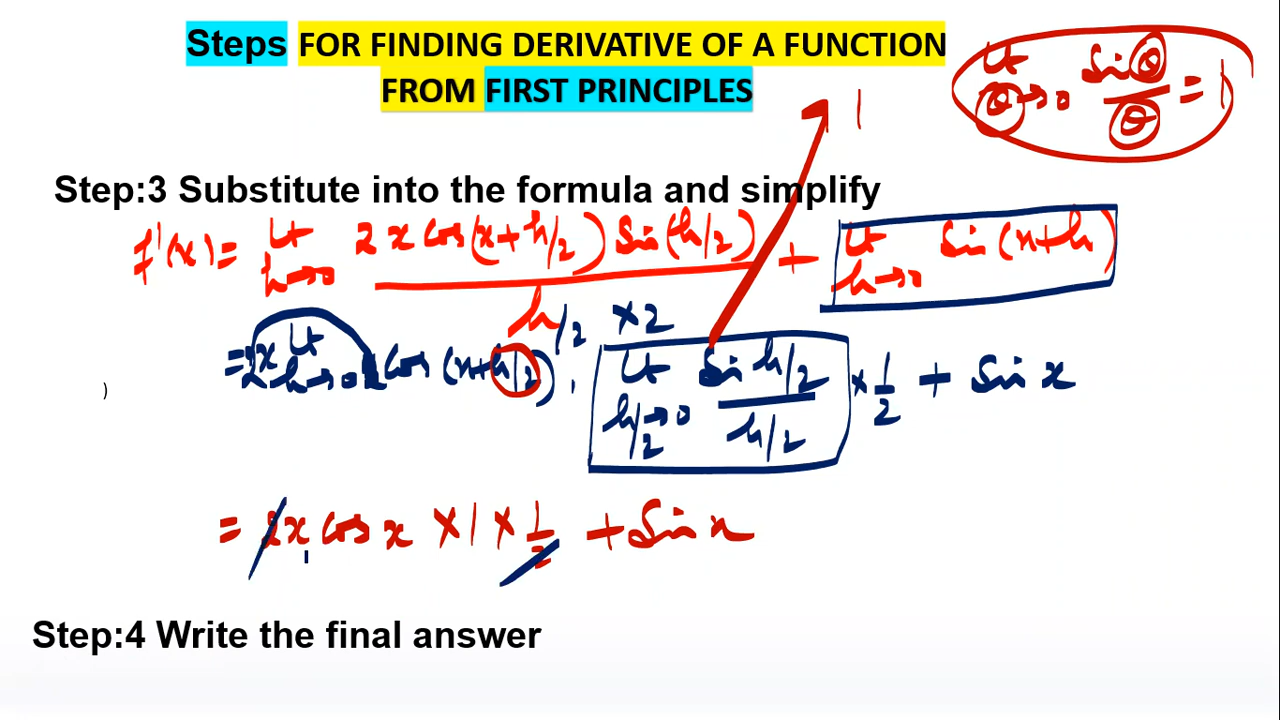 Steps FOR FINDING DERIVATIVE OF A FUNCTION
FROM FIRST PRINCIPLES
lt θ→0 sinθ/θ = 1
1
Step:3 Substitute into the formula and simplify
f'(x) = lt h→0 2x cos(x+h/2) sin(h/2) / h + lt h→0 sin(x+h)
/2 ×2
= 2x lt h→0 cos(x+h/2) . lt h/2→0 sin h/2 / h/2 × 1/2 + sin x
)
= 2x cos x × 1 × 1/2 + sin x
Step:4 Write the final answer